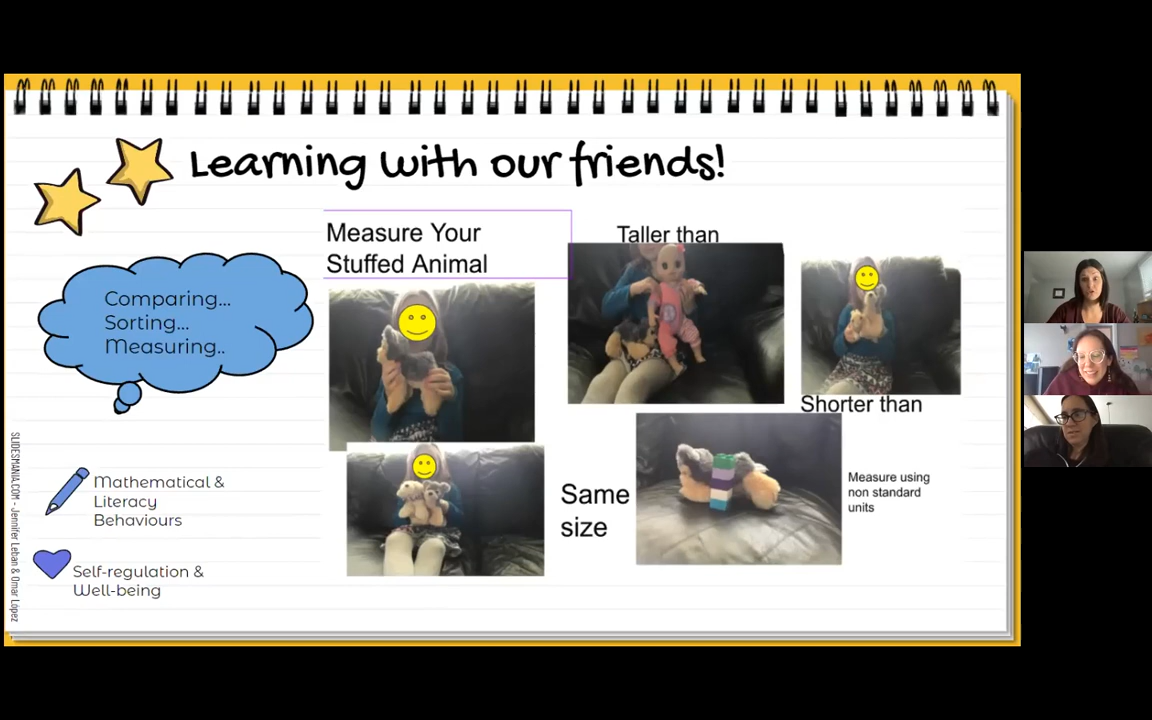 Learning with our friends!
Comparing...
Sorting...
Measuring..
Mathematical &
Literacy
Behaviours
Self-regulation &
Well-being
Measure Your
Stuffed Animal
Taller than
Shorter than
Same
size
Measure using
non standard
units
SLIDESMANIA.COM - Jennifer Leban & Omar López